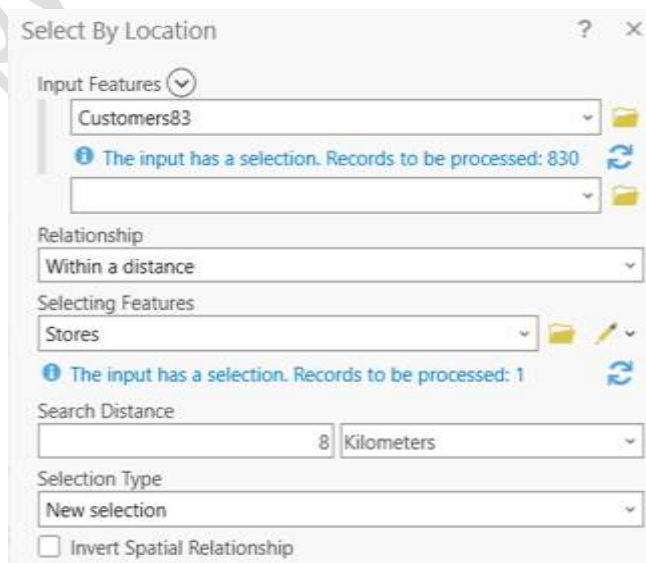 Select By Location ? ×
Input Features
Customers83
The input has a selection. Records to be processed: 830
Relationship
Within a distance
Selecting Features
Stores
The input has a selection. Records to be processed: 1
Search Distance
8 Kilometers
Selection Type
New selection
Invert Spatial Relationship